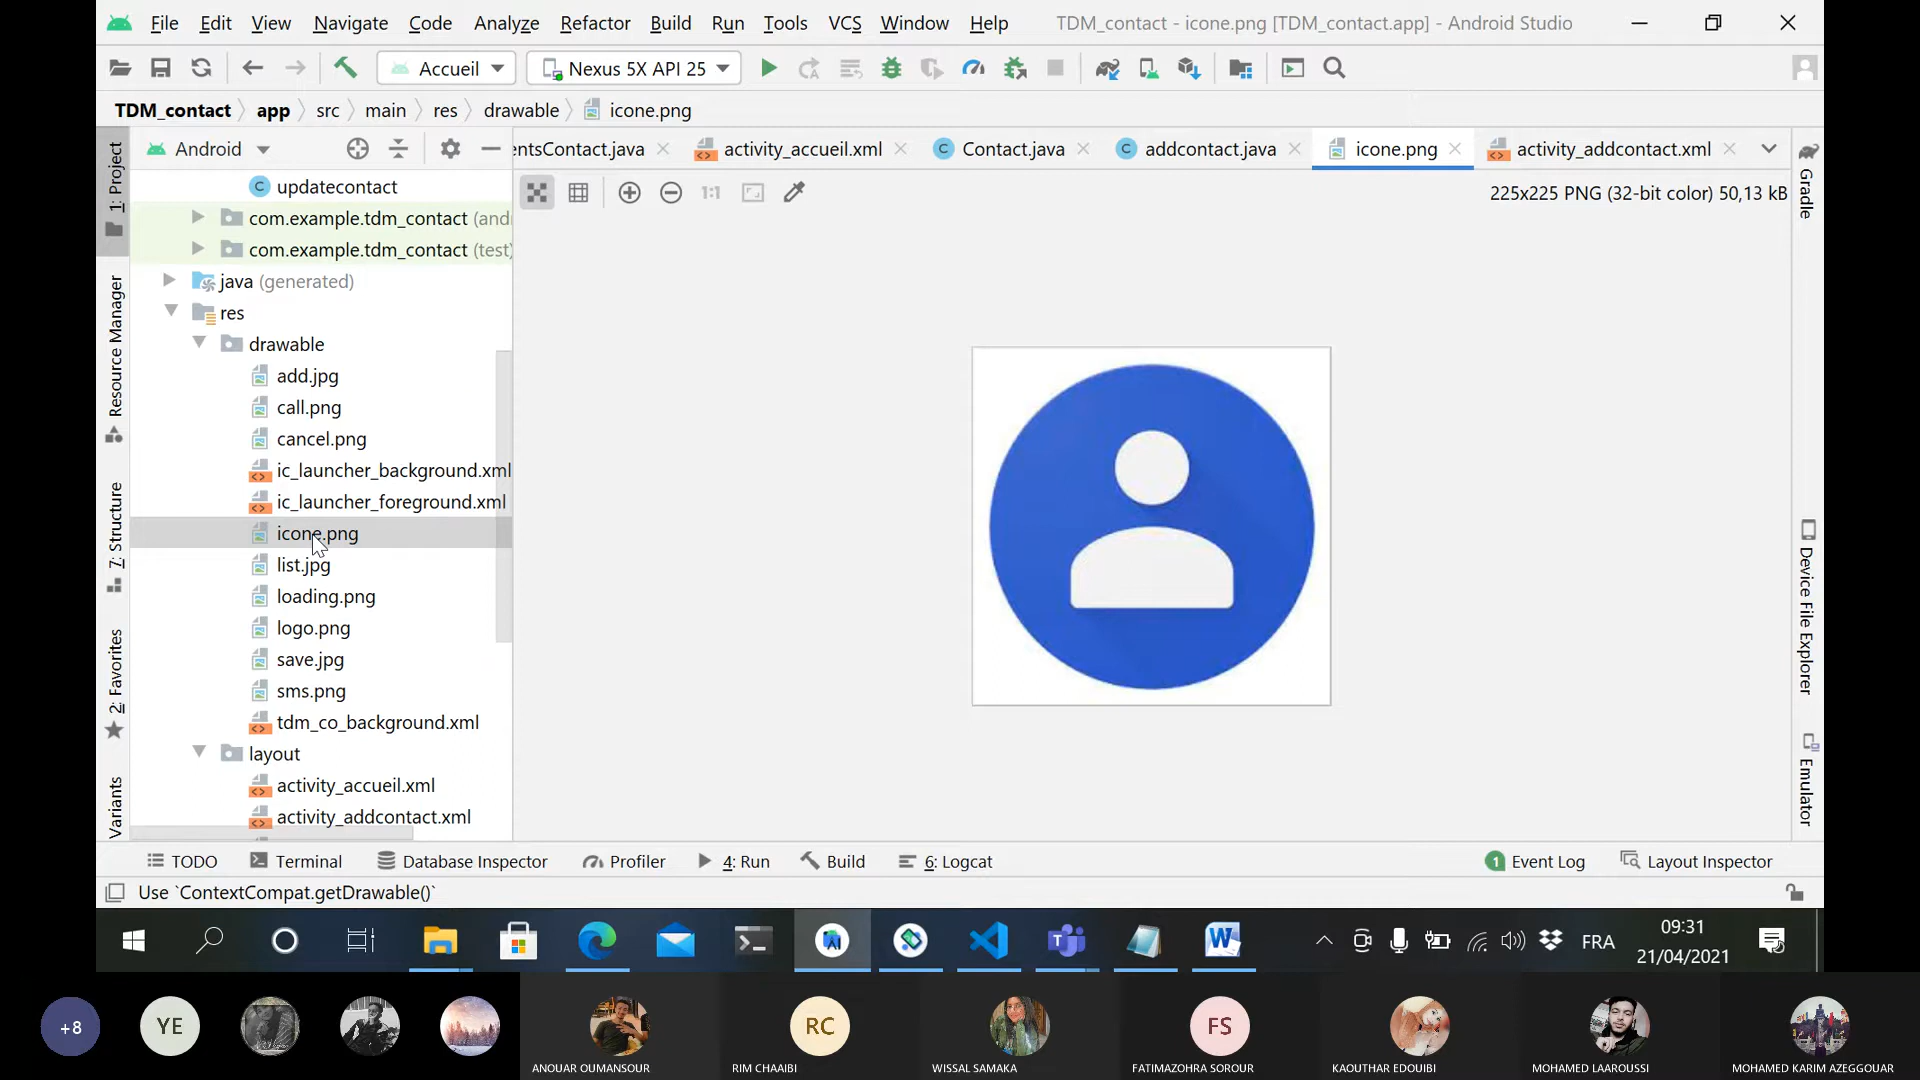 File Edit View Navigate Code Analyze Refactor Build Run Tools VCS Window Help TDM_contact - icone.png [TDM_contact.app] - Android Studio
Accueil Nexus 5X API 25
TDM_contact app src main res drawable icone.png
Android
entsContact.java activity_accueil.xml Contact.java addcontact.java icone.png activity_addcontact.xml
1:1 225x225 PNG (32-bit color) 50,13 kB
1: Project
Resource Manager
7: Structure
2: Favorites
Variants
updatecontact
com.example.tdm_contact (and
com.example.tdm_contact (test)
java (generated)
res
drawable
add.jpg
call.png
cancel.png
ic_launcher_background.xml
ic_launcher_foreground.xml
icone.png
list.jpg
loading.png
logo.png
save.jpg
sms.png
tdm_co_background.xml
layout
activity_accueil.xml
activity_addcontact.xml
Gradle
Device File Explorer
Emulator
TODO Terminal Database Inspector Profiler 4: Run Build 6: Logcat 1 Event Log Layout Inspector
Use `ContextCompat.getDrawable()`
FRA 09:31
21/04/2021
+8 YE RC FS
ANOUAR OUMANSOUR RIM CHAAIBI WISSAL SAMAKA FATIMAZOHRA SOROUR KAOUTHAR EDOUIBI MOHAMED LAAROUSSI MOHAMED KARIM AZEGGOUAR